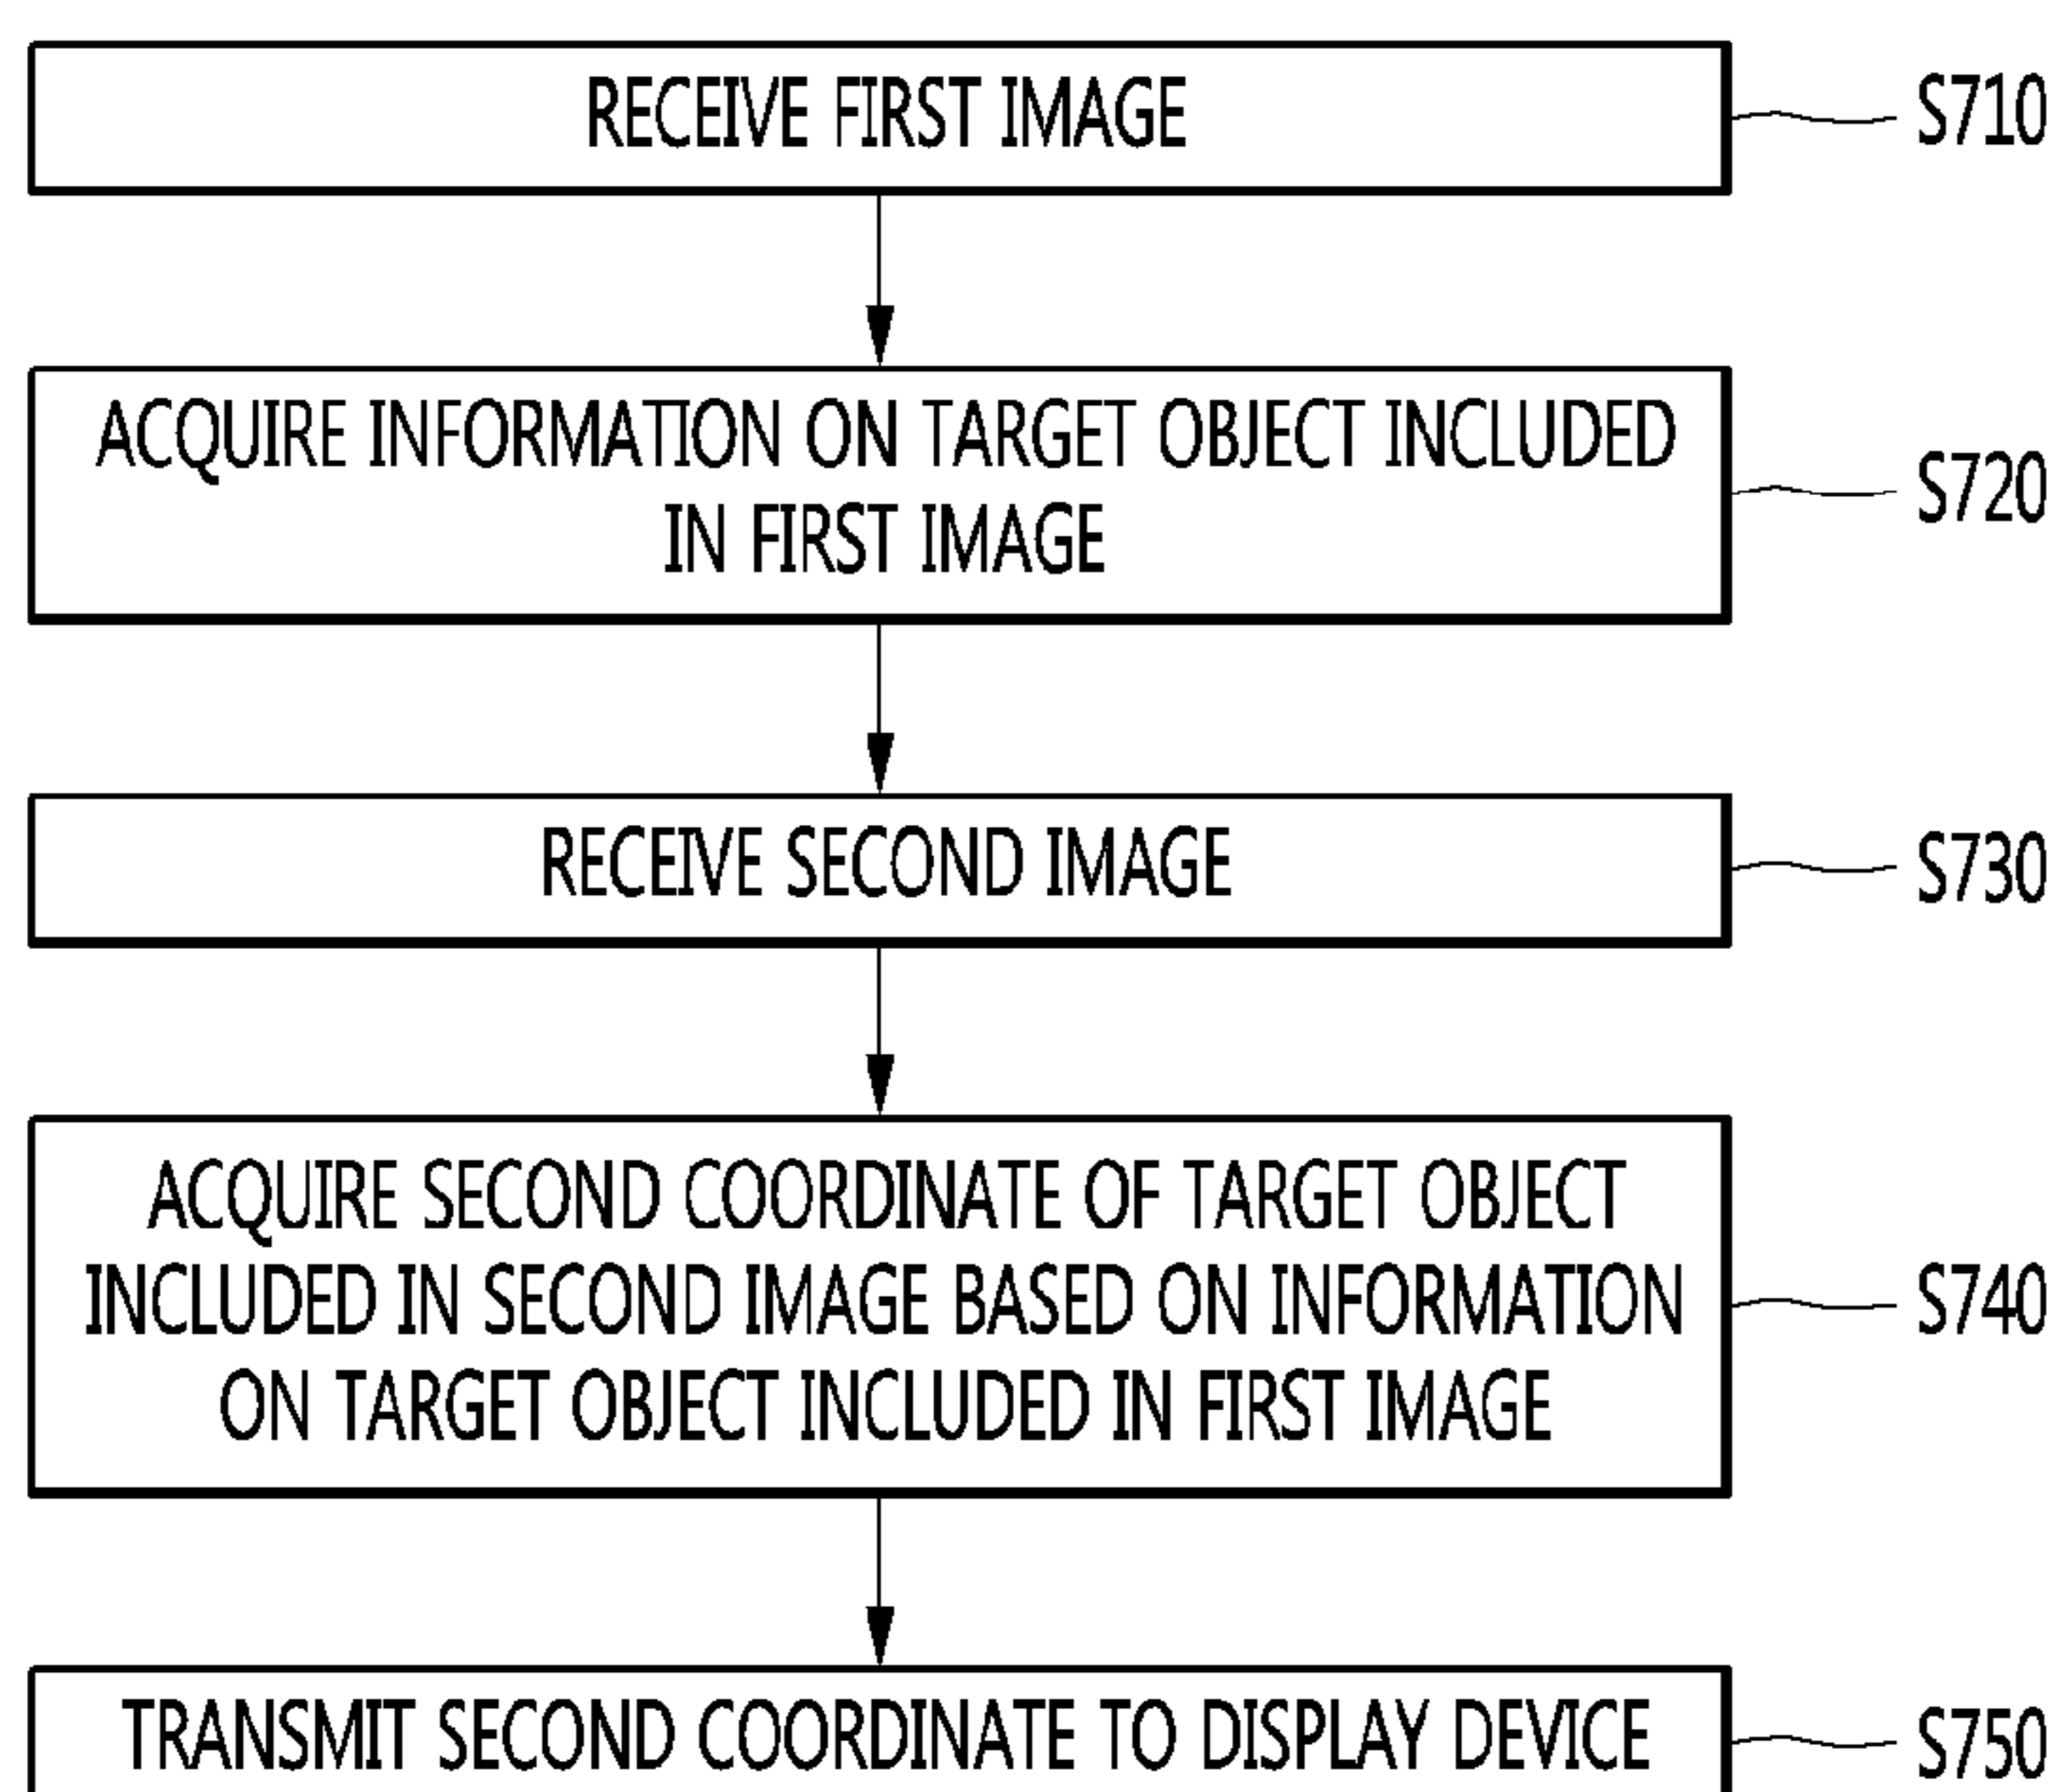 RECEIVE FIRST IMAGE
S710
ACQUIRE INFORMATION ON TARGET OBJECT INCLUDED
IN FIRST IMAGE
S720
RECEIVE SECOND IMAGE
S730
ACQUIRE SECOND COORDINATE OF TARGET OBJECT
INCLUDED IN SECOND IMAGE BASED ON INFORMATION
ON TARGET OBJECT INCLUDED IN FIRST IMAGE
S740
TRANSMIT SECOND COORDINATE TO DISPLAY DEVICE
S750